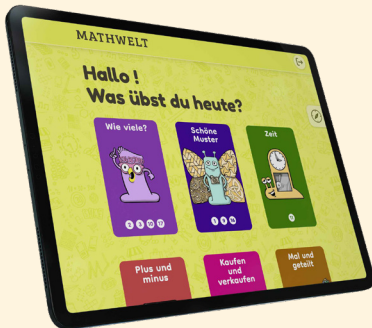 MATHWELT
Hallo !
Was übst du heute?
Wie viele?
Schöne
Muster
Zeit
Plus und
minus
Kaufen
und
verkaufen
Mal und
geteilt